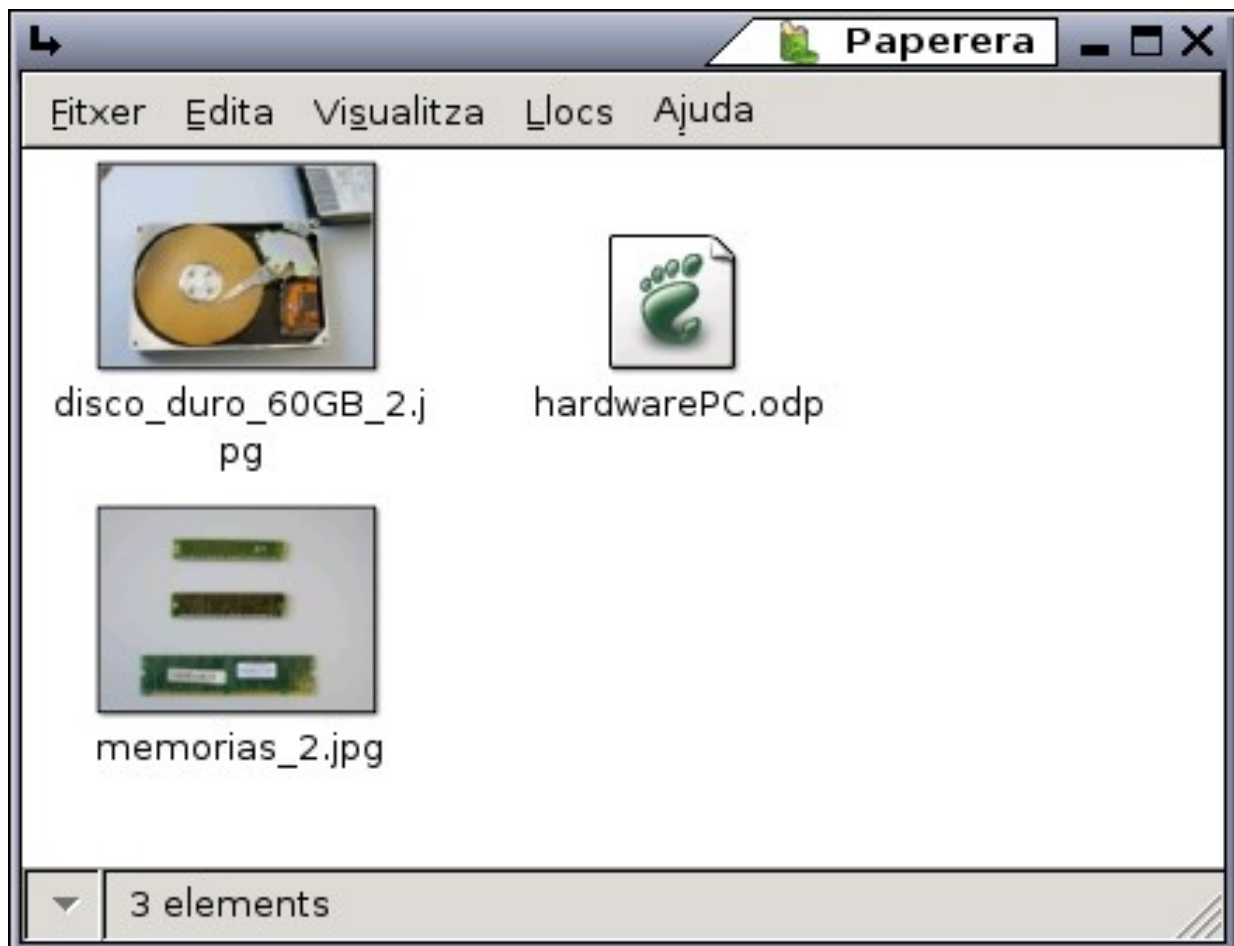 Paperera
Fitxer Edita Visualitza Llocs Ajuda
disco_duro_60GB_2.j
pg
hardwarePC.odp
memorias_2.jpg
3 elements